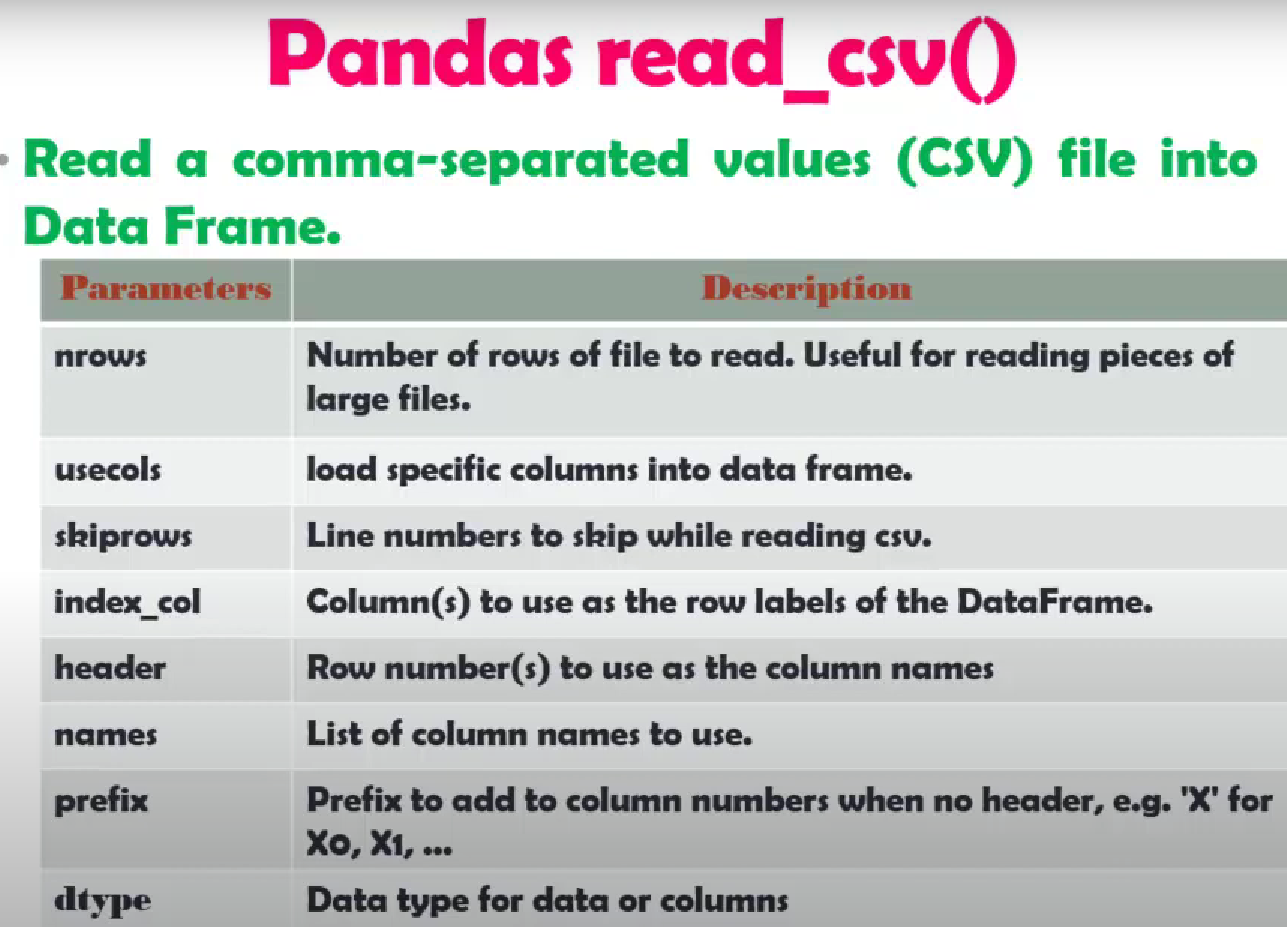 Pandas read_csv()
• Read a comma-separated values (CSV) file into
Data Frame.
Parameters Description
nrows Number of rows of file to read. Useful for reading pieces of
large files.
usecols load specific columns into data frame.
skiprows Line numbers to skip while reading csv.
index_col Column(s) to use as the row labels of the DataFrame.
header Row number(s) to use as the column names
names List of column names to use.
prefix Prefix to add to column numbers when no header, e.g. 'X' for
X0, X1, ...
dtype Data type for data or columns